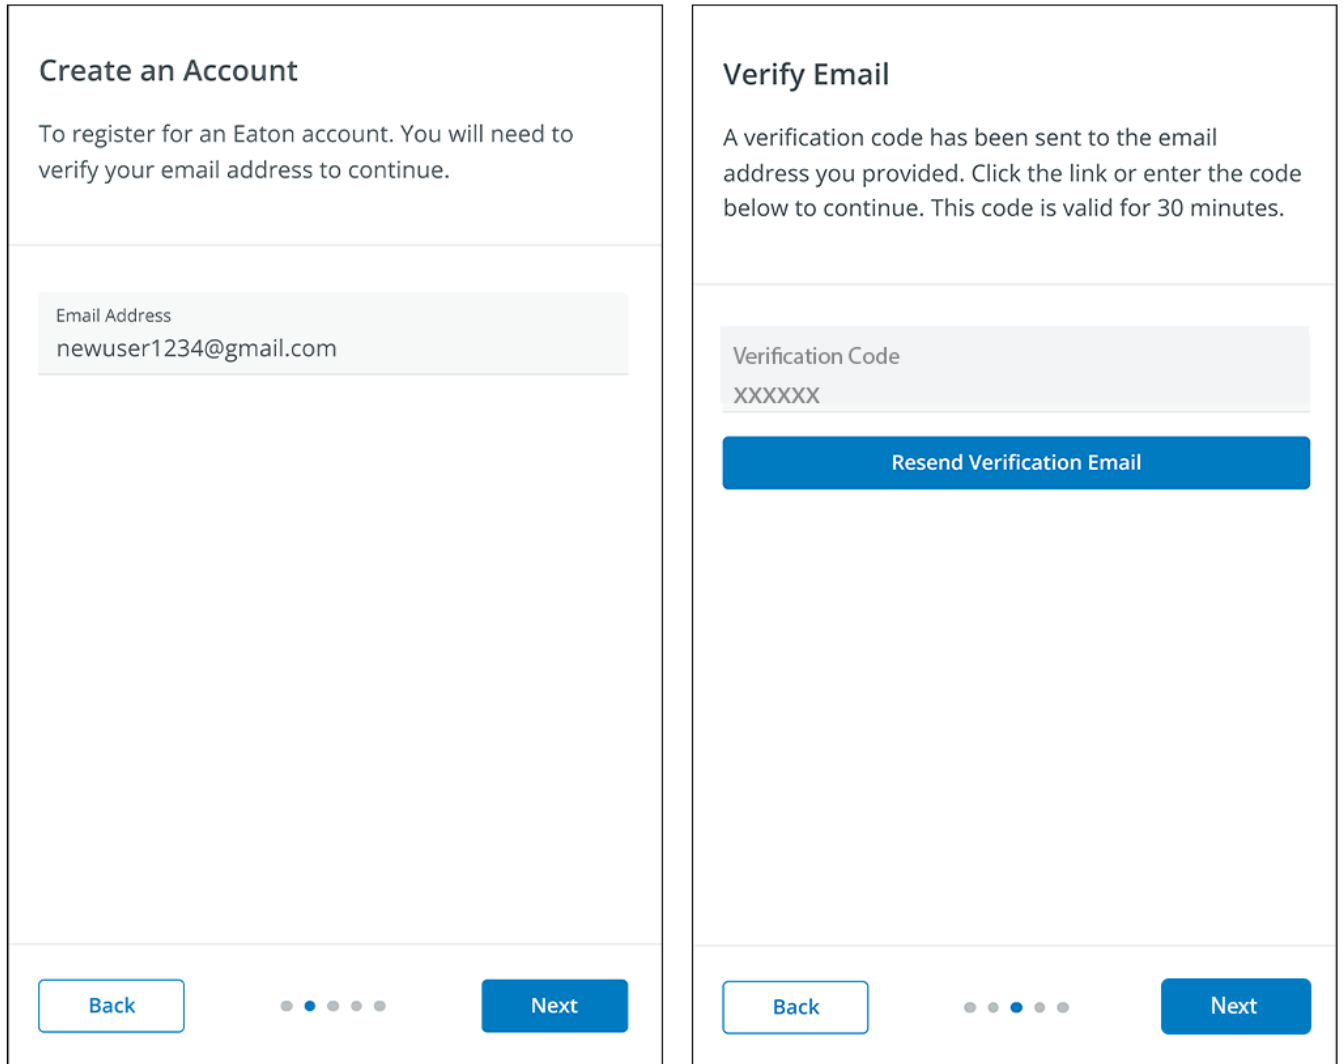 Create an Account
To register for an Eaton account. You will need to
verify your email address to continue.
Email Address
newuser1234@gmail.com
Back
Next
Verify Email
A verification code has been sent to the email
address you provided. Click the link or enter the code
below to continue. This code is valid for 30 minutes.
Verification Code
XXXXXX
Resend Verification Email
Back
Next